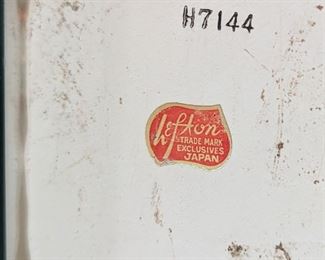 H7144
Lefton
TRADE MARK
EXCLUSIVES
JAPAN